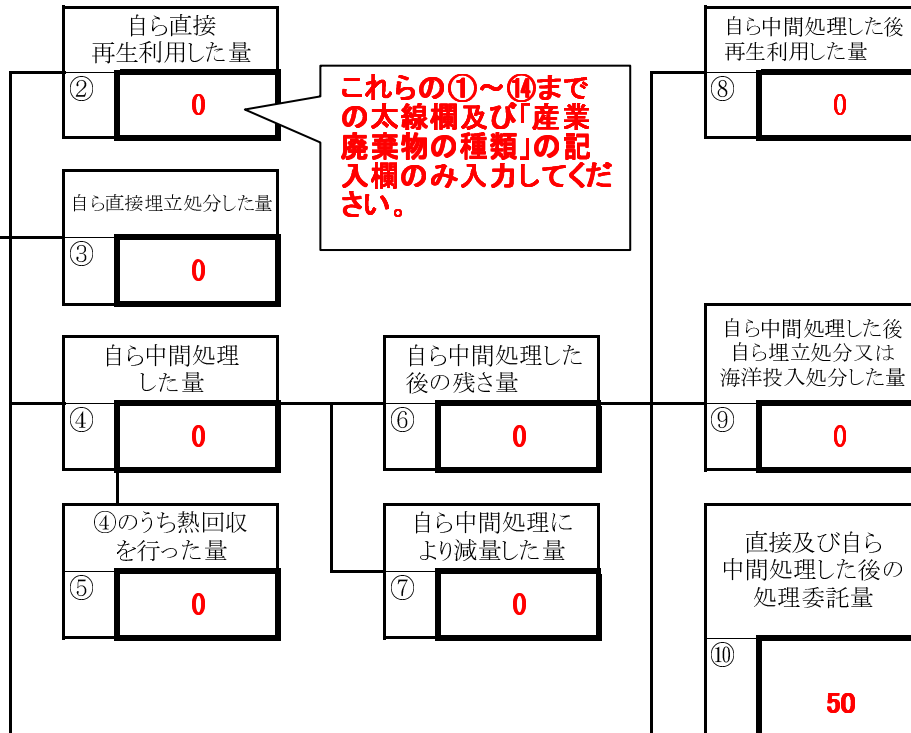 自ら直接
再生利用した量
②
0
これらの①～⑭まで
の太線欄及び「産業
廃棄物の種類」の記
入欄のみ入力してくだ
さい。
自ら中間処理した後
再生利用した量
⑧
0
自ら直接埋立処分した量
③
0
自ら中間処理
した量
④
0
自ら中間処理した
後の残さ量
⑥
0
自ら中間処理した後
自ら埋立処分又は
海洋投入処分した量
⑨
0
④のうち熱回収
を行った量
⑤
0
自ら中間処理に
より減量した量
⑦
0
直接及び自ら
中間処理した後の
処理委託量
⑩
50